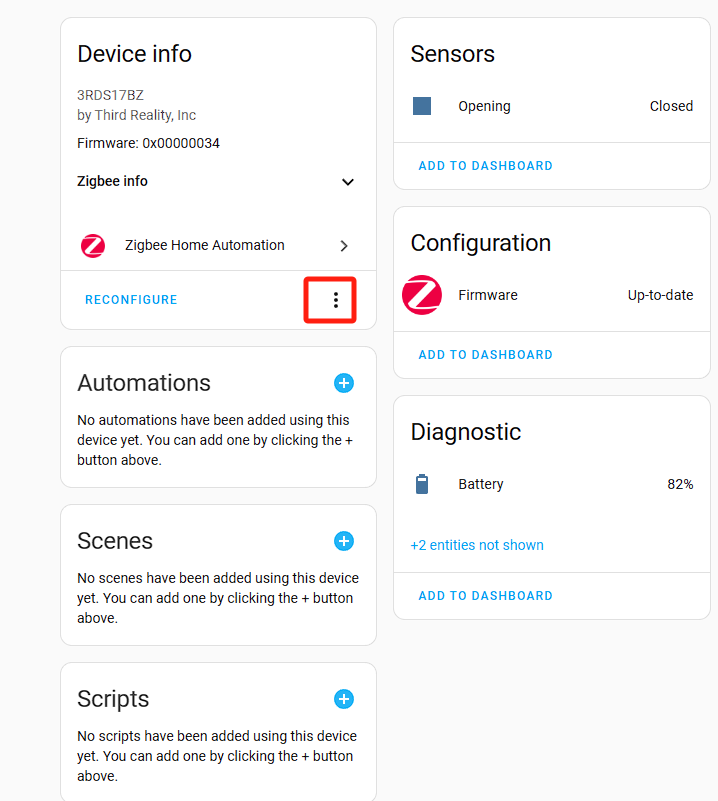 Device info
3RDS17BZ
by Third Reality, Inc
Firmware: 0x00000034
Zigbee info
Zigbee Home Automation
RECONFIGURE
Automations
No automations have been added using this
device yet. You can add one by clicking the +
button above.
Scenes
No scenes have been added using this device
yet. You can add one by clicking the + button
above.
Scripts
No scripts have been added using this device
yet. You can add one by clicking the + button
above.
Sensors
Opening Closed
ADD TO DASHBOARD
Configuration
Firmware Up-to-date
ADD TO DASHBOARD
Diagnostic
Battery 82%
+2 entities not shown
ADD TO DASHBOARD